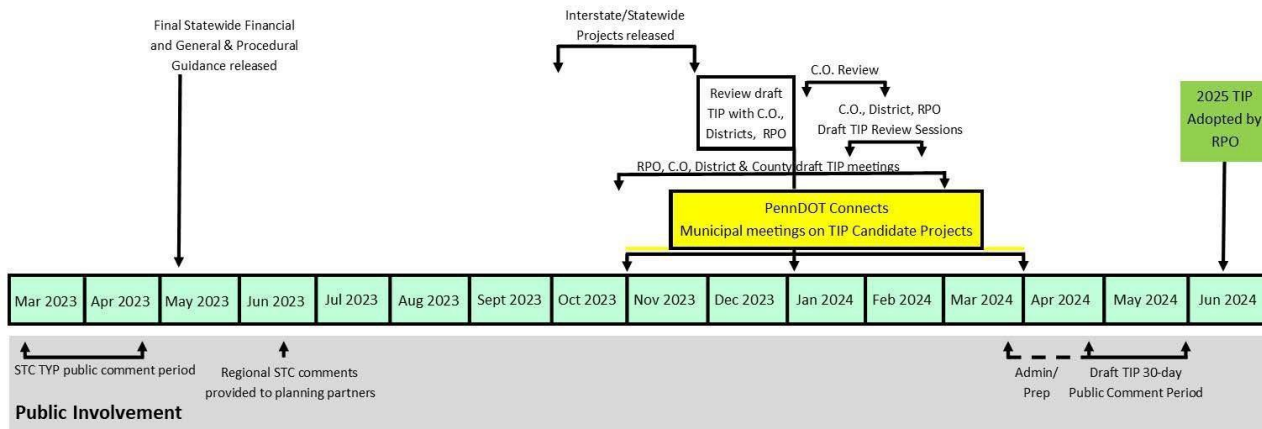 Final Statewide Financial
and General & Procedural
Guidance released
Interstate/Statewide
Projects released
Review draft
TIP with C.O.,
Districts, RPO
C.O. Review
C.O., District, RPO
Draft TIP Review Sessions
2025 TIP
Adopted by
RPO
RPO, C.O, District & County draft TIP meetings
PennDOT Connects
Municipal meetings on TIP Candidate Projects
Mar 2023
Apr 2023
May 2023
Jun 2023
Jul 2023
Aug 2023
Sept 2023
Oct 2023
Nov 2023
Dec 2023
Jan 2024
Feb 2024
Mar 2024
Apr 2024
May 2024
Jun 2024
STC TYP public comment period
Regional STC comments
provided to planning partners
Admin/
Prep
Draft TIP 30-day
Public Comment Period
Public Involvement